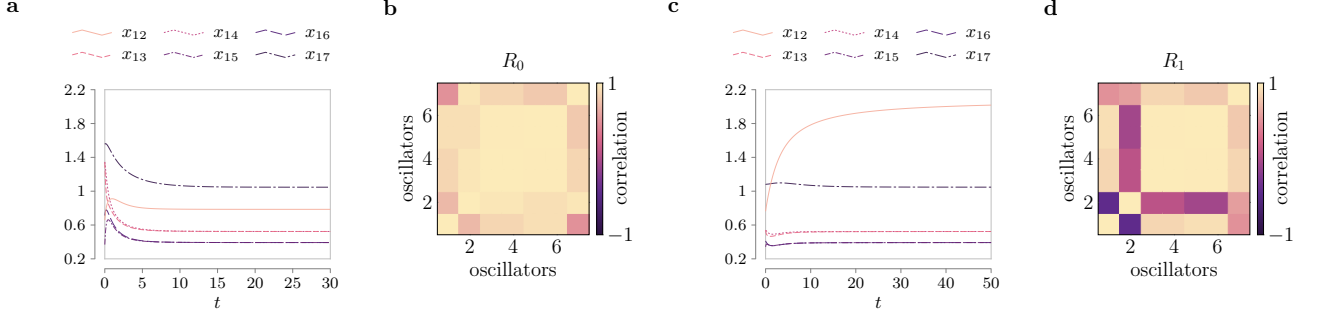 a
x₁₂ x₁₄ x₁₆
x₁₃ x₁₅ x₁₇
2.2
1.8
1.4
1
0.6
0.2
0 5 10 15 20 25 30
t
b
R₀
oscillators
6
4
2
2 4 6
oscillators
1
correlation
−1
c
x₁₂ x₁₄ x₁₆
x₁₃ x₁₅ x₁₇
2.2
1.8
1.4
1
0.6
0.2
0 10 20 30 40 50
t
d
R₁
oscillators
6
4
2
2 4 6
oscillators
1
correlation
−1